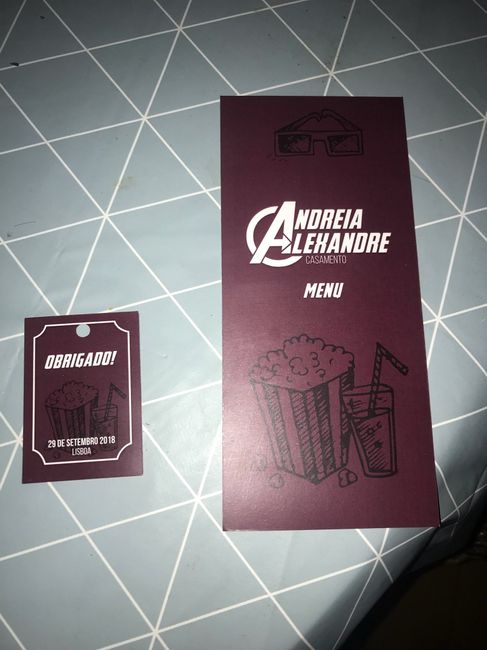 OBRIGADO!
29 DE SETEMBRO 2018
LISBOA
ANDREIA
ALEXANDRE
CASAMENTO
MENU